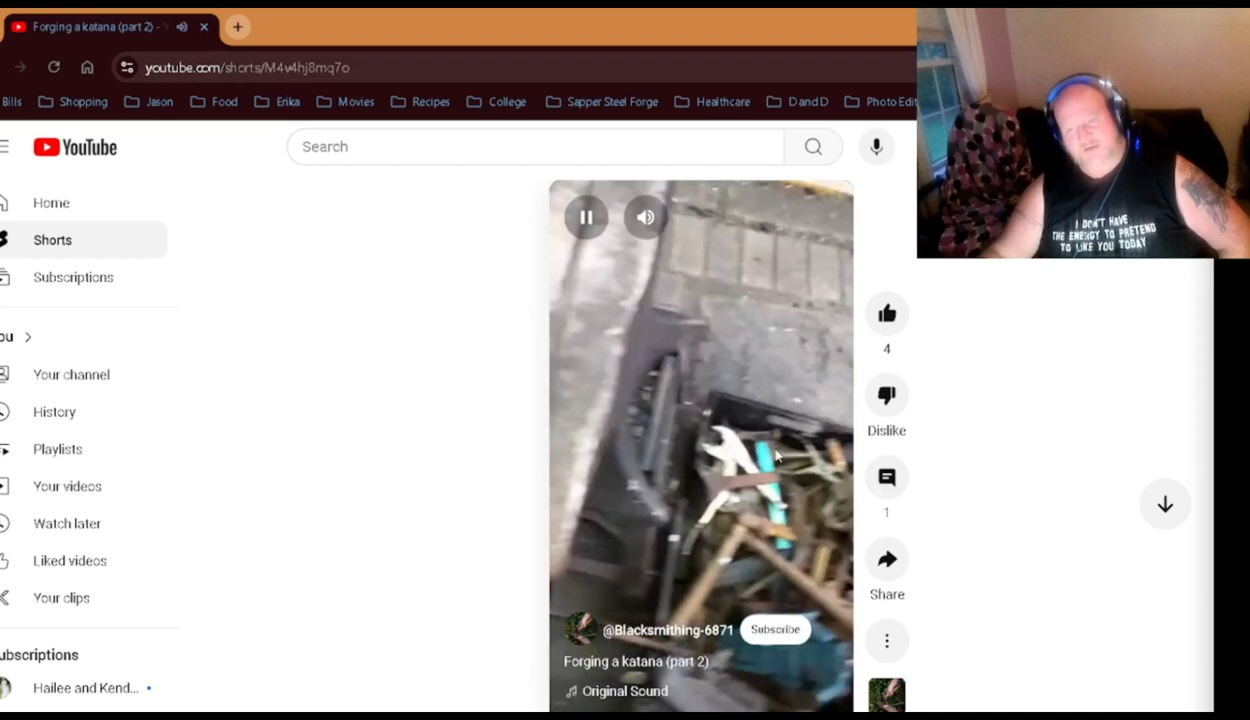 Forging a katana (part 2) -
youtube.com/shorts/M4v4hj8mq7o
Bills
Shopping
Jason
Food
Erika
Movies
Recipes
College
Sapper Steel Forge
Healthcare
D and D
Photo Edit
YouTube
Search
Home
Shorts
Subscriptions
ou
Your channel
History
Playlists
Your videos
Watch later
Liked videos
Your clips
ubscriptions
Hailee and Kend...
4
Dislike
1
Share
@Blacksmithing-6871
Subscribe
Forging a katana (part 2)
Original Sound
I DON'T HAVE
THE ENERGY TO PRETEND
TO LIKE YOU TODAY